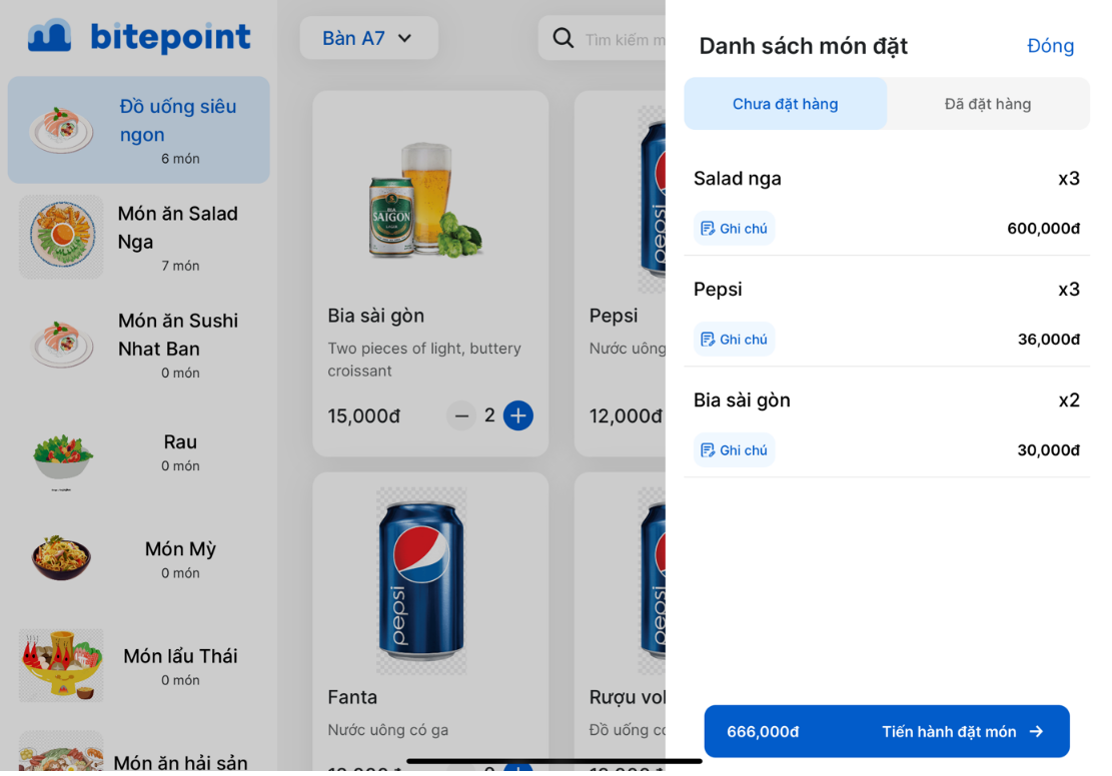 bitepoint
Đồ uống siêu
ngon
6 món
Món ăn Salad
Nga
7 món
Món ăn Sushi
Nhat Ban
0 món
Rau
0 món
Món Mỳ
0 món
Món lẩu Thái
0 món
Món ăn hải sản
Bàn A7
Tìm kiếm m
BIA
SAIGON
LAGER
Bia sài gòn
Two pieces of light, buttery
croissant
15,000đ
2
pepsi
Pepsi
Nước uông
12,000đ
pepsi
Fanta
Nước uông có ga
pepsi
Rượu vol
Đồ uống co
Danh sách món đặt
Đóng
Chưa đặt hàng
Đã đặt hàng
Salad nga
x3
Ghi chú
600,000đ
Pepsi
x3
Ghi chú
36,000đ
Bia sài gòn
x2
Ghi chú
30,000đ
666,000đ
Tiến hành đặt món